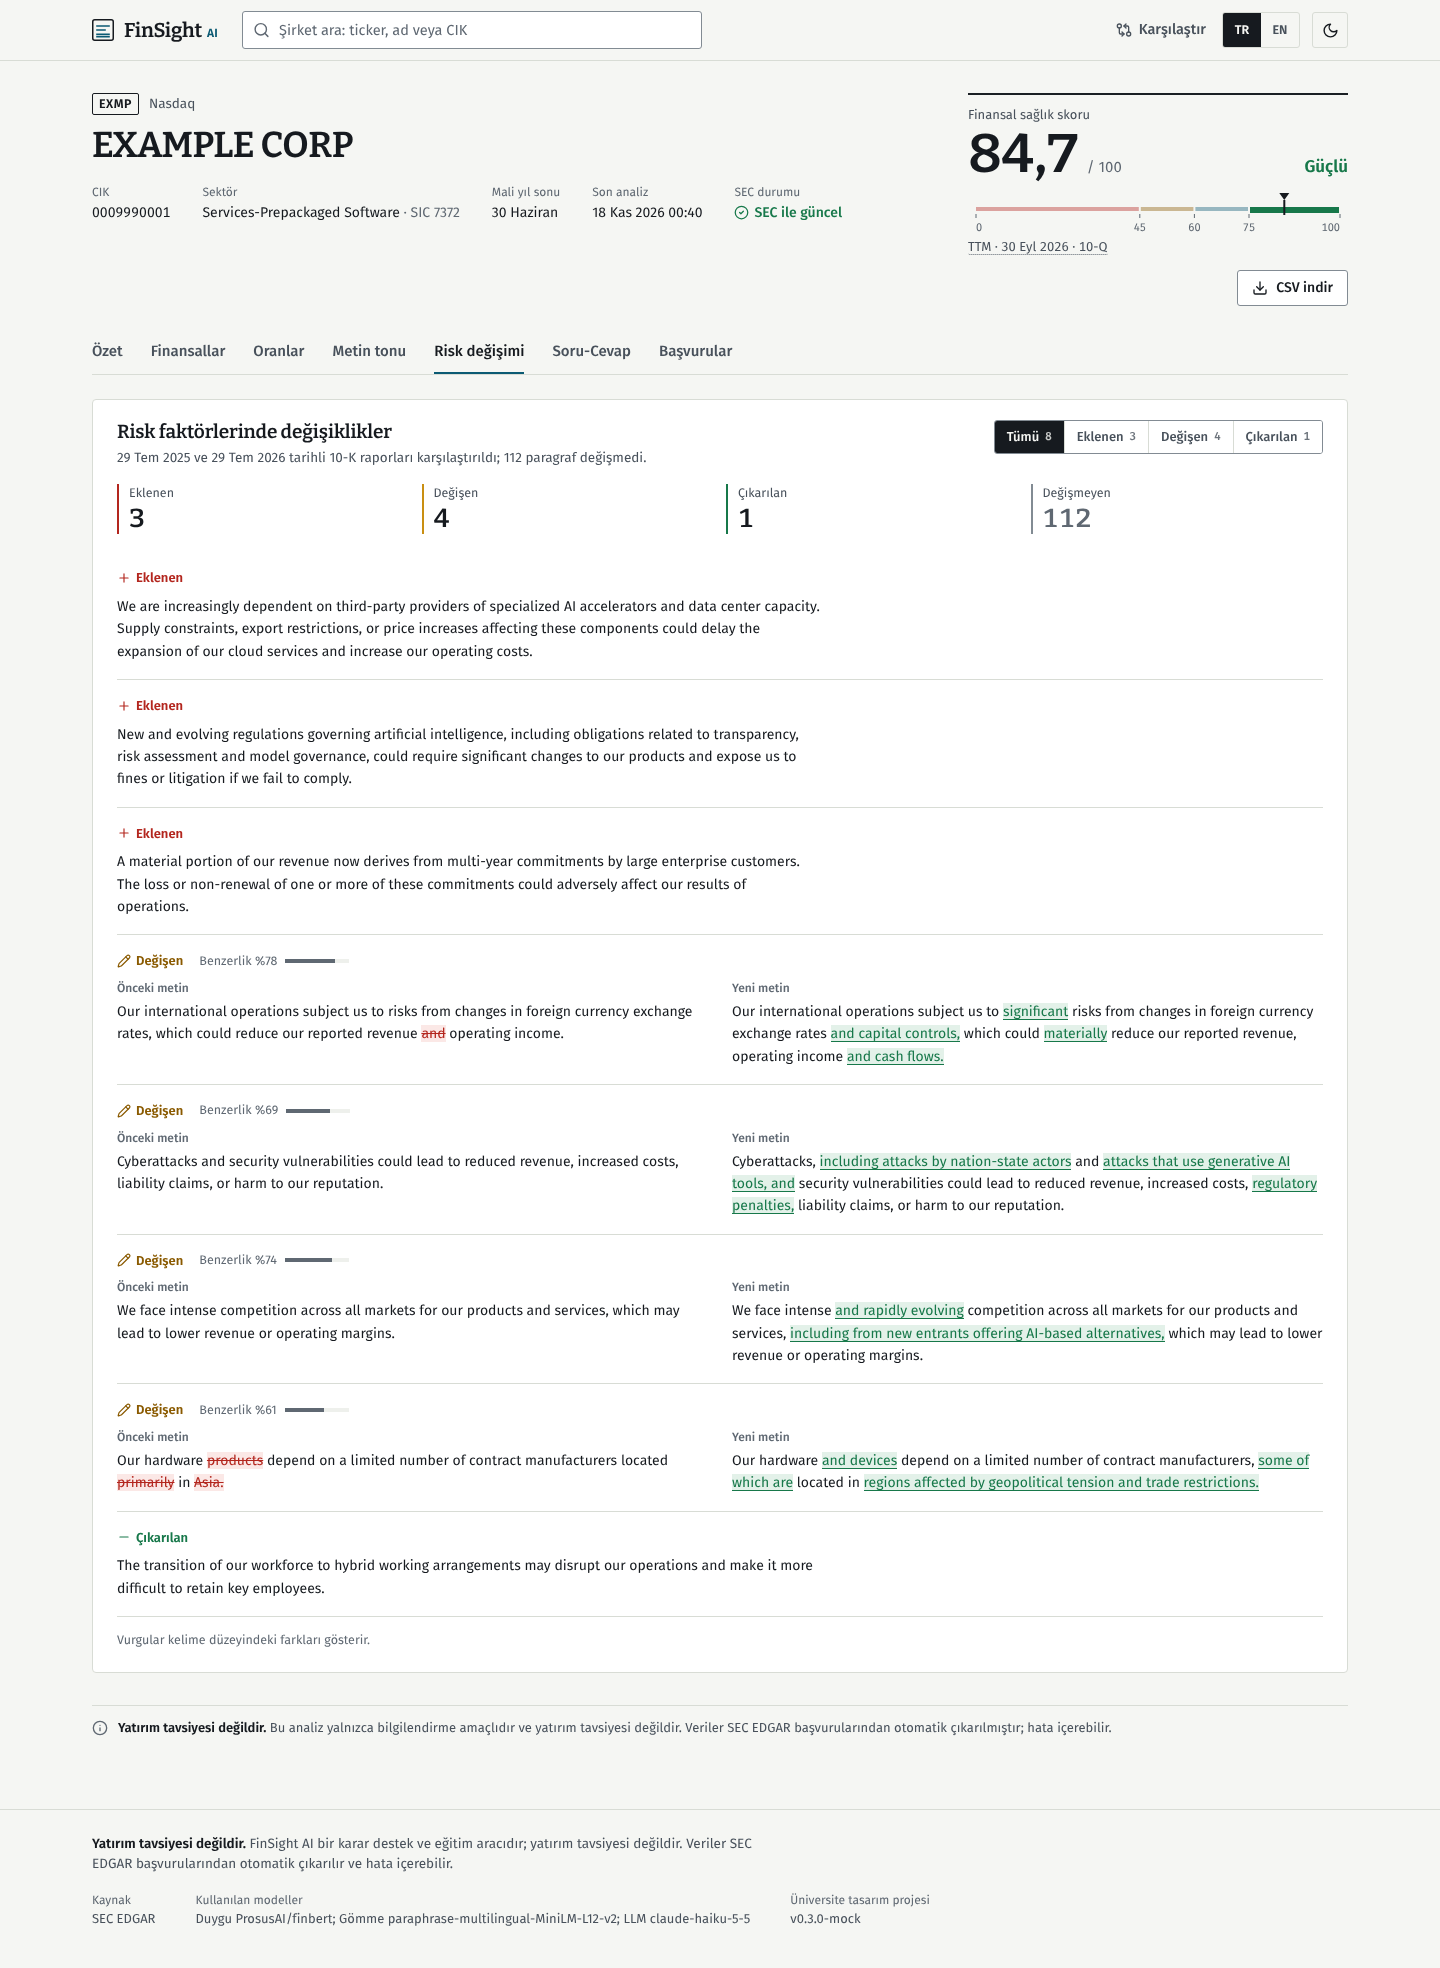 FinSight AI
Şirket ara: ticker, ad veya CIK
Karşılaştır
TR EN
EXMP Nasdaq
EXAMPLE CORP
CIK
0009990001
Sektör
Services-Prepackaged Software · SIC 7372
Mali yıl sonu
30 Haziran
Son analiz
18 Kas 2026 00:40
SEC durumu
SEC ile güncel
Finansal sağlık skoru
84,7 / 100
Güçlü
0 45 60 75 100
TTM · 30 Eyl 2026 · 10-Q
CSV indir
Özet Finansallar Oranlar Metin tonu Risk değişimi Soru-Cevap Başvurular
Risk faktörlerinde değişiklikler
29 Tem 2025 ve 29 Tem 2026 tarihli 10-K raporları karşılaştırıldı; 112 paragraf değişmedi.
Tümü 8 Eklenen 3 Değişen 4 Çıkarılan 1
Eklenen
3
Değişen
4
Çıkarılan
1
Değişmeyen
112
+ Eklenen
We are increasingly dependent on third-party providers of specialized AI accelerators and data center capacity.
Supply constraints, export restrictions, or price increases affecting these components could delay the
expansion of our cloud services and increase our operating costs.
+ Eklenen
New and evolving regulations governing artificial intelligence, including obligations related to transparency,
risk assessment and model governance, could require significant changes to our products and expose us to
fines or litigation if we fail to comply.
+ Eklenen
A material portion of our revenue now derives from multi-year commitments by large enterprise customers.
The loss or non-renewal of one or more of these commitments could adversely affect our results of
operations.
Değişen Benzerlik %78
Önceki metin
Our international operations subject us to risks from changes in foreign currency exchange
rates, which could reduce our reported revenue and operating income.
Yeni metin
Our international operations subject us to significant risks from changes in foreign currency
exchange rates and capital controls, which could materially reduce our reported revenue,
operating income and cash flows.
Değişen Benzerlik %69
Önceki metin
Cyberattacks and security vulnerabilities could lead to reduced revenue, increased costs,
liability claims, or harm to our reputation.
Yeni metin
Cyberattacks, including attacks by nation-state actors and attacks that use generative AI
tools, and security vulnerabilities could lead to reduced revenue, increased costs, regulatory
penalties, liability claims, or harm to our reputation.
Değişen Benzerlik %74
Önceki metin
We face intense competition across all markets for our products and services, which may
lead to lower revenue or operating margins.
Yeni metin
We face intense and rapidly evolving competition across all markets for our products and
services, including from new entrants offering AI-based alternatives, which may lead to lower
revenue or operating margins.
Değişen Benzerlik %61
Önceki metin
Our hardware products depend on a limited number of contract manufacturers located
primarily in Asia.
Yeni metin
Our hardware and devices depend on a limited number of contract manufacturers, some of
which are located in regions affected by geopolitical tension and trade restrictions.
− Çıkarılan
The transition of our workforce to hybrid working arrangements may disrupt our operations and make it more
difficult to retain key employees.
Vurgular kelime düzeyindeki farkları gösterir.
Yatırım tavsiyesi değildir. Bu analiz yalnızca bilgilendirme amaçlıdır ve yatırım tavsiyesi değildir. Veriler SEC EDGAR başvurularından otomatik çıkarılmıştır; hata içerebilir.
Yatırım tavsiyesi değildir. FinSight AI bir karar destek ve eğitim aracıdır; yatırım tavsiyesi değildir. Veriler SEC
EDGAR başvurularından otomatik çıkarılır ve hata içerebilir.
Kaynak
SEC EDGAR
Kullanılan modeller
Duygu ProsusAI/finbert; Gömme paraphrase-multilingual-MiniLM-L12-v2; LLM claude-haiku-5-5
Üniversite tasarım projesi
v0.3.0-mock